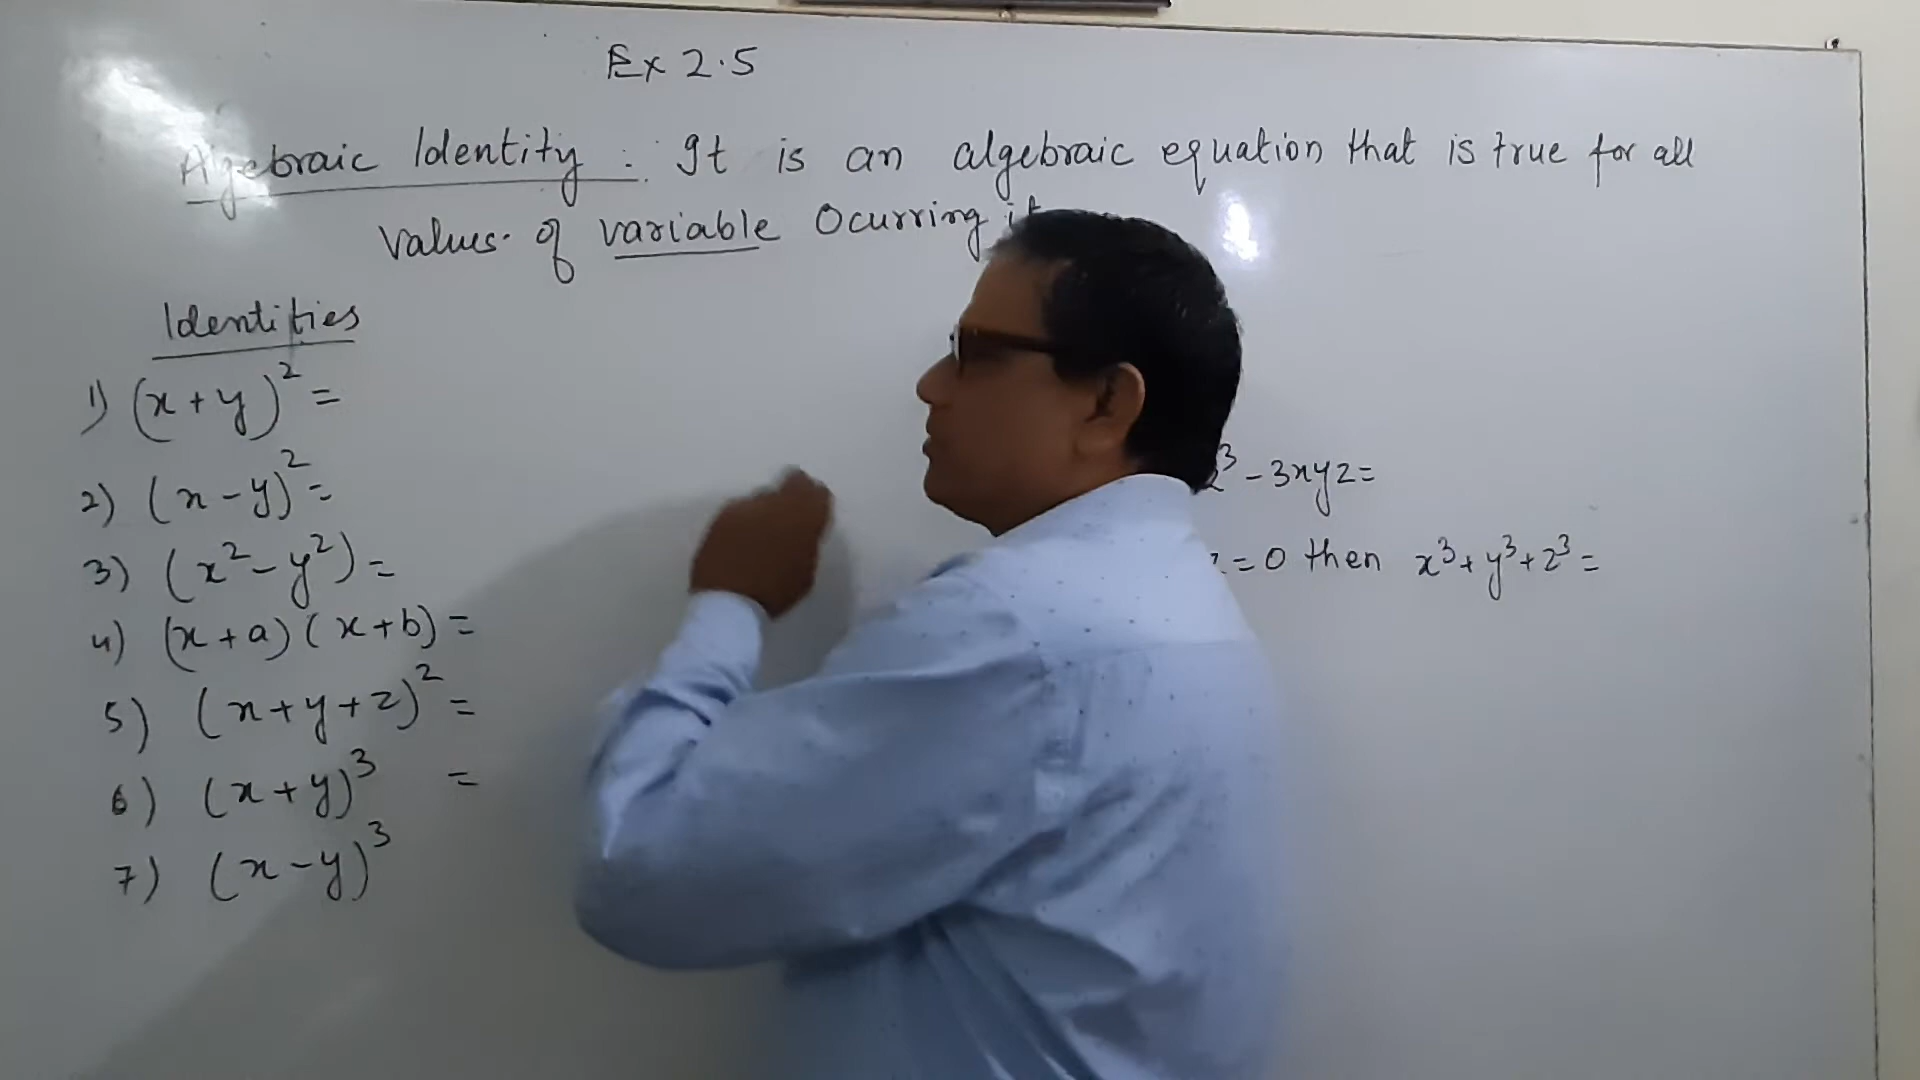 Ex 2.5
Algebraic Identity : It is an algebraic equation that is true for all
Values. of variable Ocurring
Identities
1) (x+y)²=
2) (x-y)²=
3) (x²-y²)=
4) (x+a)(x+b)=
5) (x+y+z)²=
6) (x+y)³ =
7) (x-y)³
³-3xyz=
=0 then x³+y³+z³=